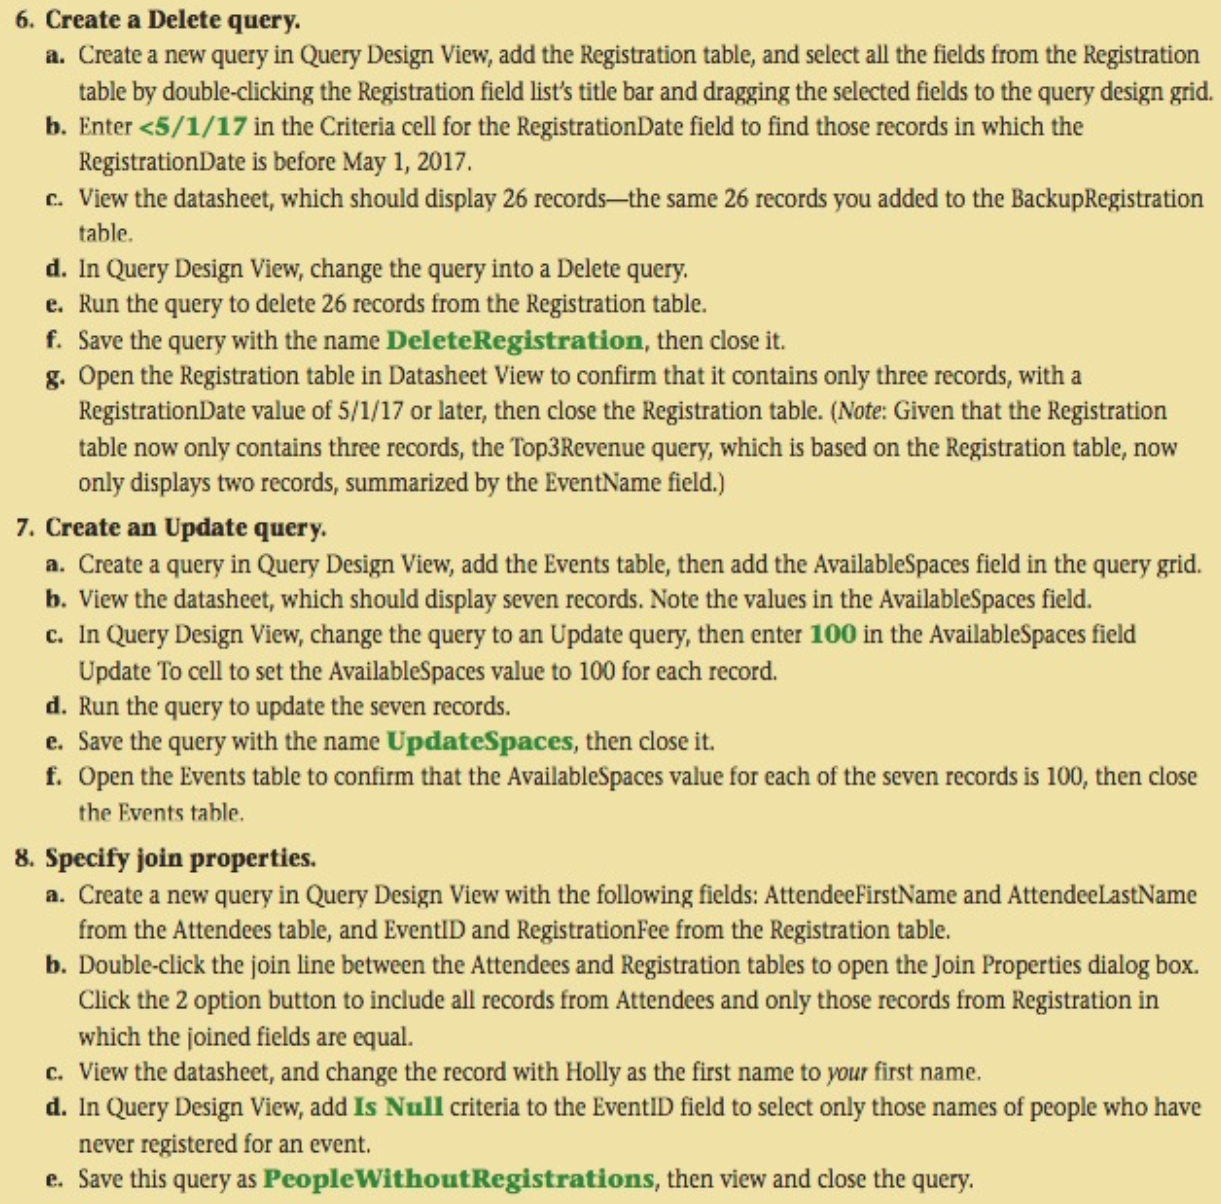 6. Create a Delete query.
a. Create a new query in Query Design View, add the Registration table, and select all the fields from the Registration
table by double-clicking the Registration field list's title bar and dragging the selected fields to the query design grid.
b. Enter <5/1/17 in the Criteria cell for the RegistrationDate field to find those records in which the
RegistrationDate is before May 1, 2017.
c. View the datasheet, which should display 26 records—the same 26 records you added to the BackupRegistration
table.
d. In Query Design View, change the query into a Delete query.
e. Run the query to delete 26 records from the Registration table.
f. Save the query with the name DeleteRegistration, then close it.
g. Open the Registration table in Datasheet View to confirm that it contains only three records, with a
RegistrationDate value of 5/1/17 or later, then close the Registration table. (Note: Given that the Registration
table now only contains three records, the Top3Revenue query, which is based on the Registration table, now
only displays two records, summarized by the EventName field.)
7. Create an Update query.
a. Create a query in Query Design View, add the Events table, then add the AvailableSpaces field in the query grid.
b. View the datasheet, which should display seven records. Note the values in the AvailableSpaces field.
c. In Query Design View, change the query to an Update query, then enter 100 in the AvailableSpaces field
Update To cell to set the AvailableSpaces value to 100 for each record.
d. Run the query to update the seven records.
e. Save the query with the name UpdateSpaces, then close it.
f. Open the Events table to confirm that the AvailableSpaces value for each of the seven records is 100, then close
the Events table.
8. Specify join properties.
a. Create a new query in Query Design View with the following fields: AttendeeFirstName and AttendeeLastName
from the Attendees table, and EventID and RegistrationFee from the Registration table.
b. Double-click the join line between the Attendees and Registration tables to open the Join Properties dialog box.
Click the 2 option button to include all records from Attendees and only those records from Registration in
which the joined fields are equal.
c. View the datasheet, and change the record with Holly as the first name to your first name.
d. In Query Design View, add Is Null criteria to the EventID field to select only those names of people who have
never registered for an event.
e. Save this query as PeopleWithoutRegistrations, then view and close the query.